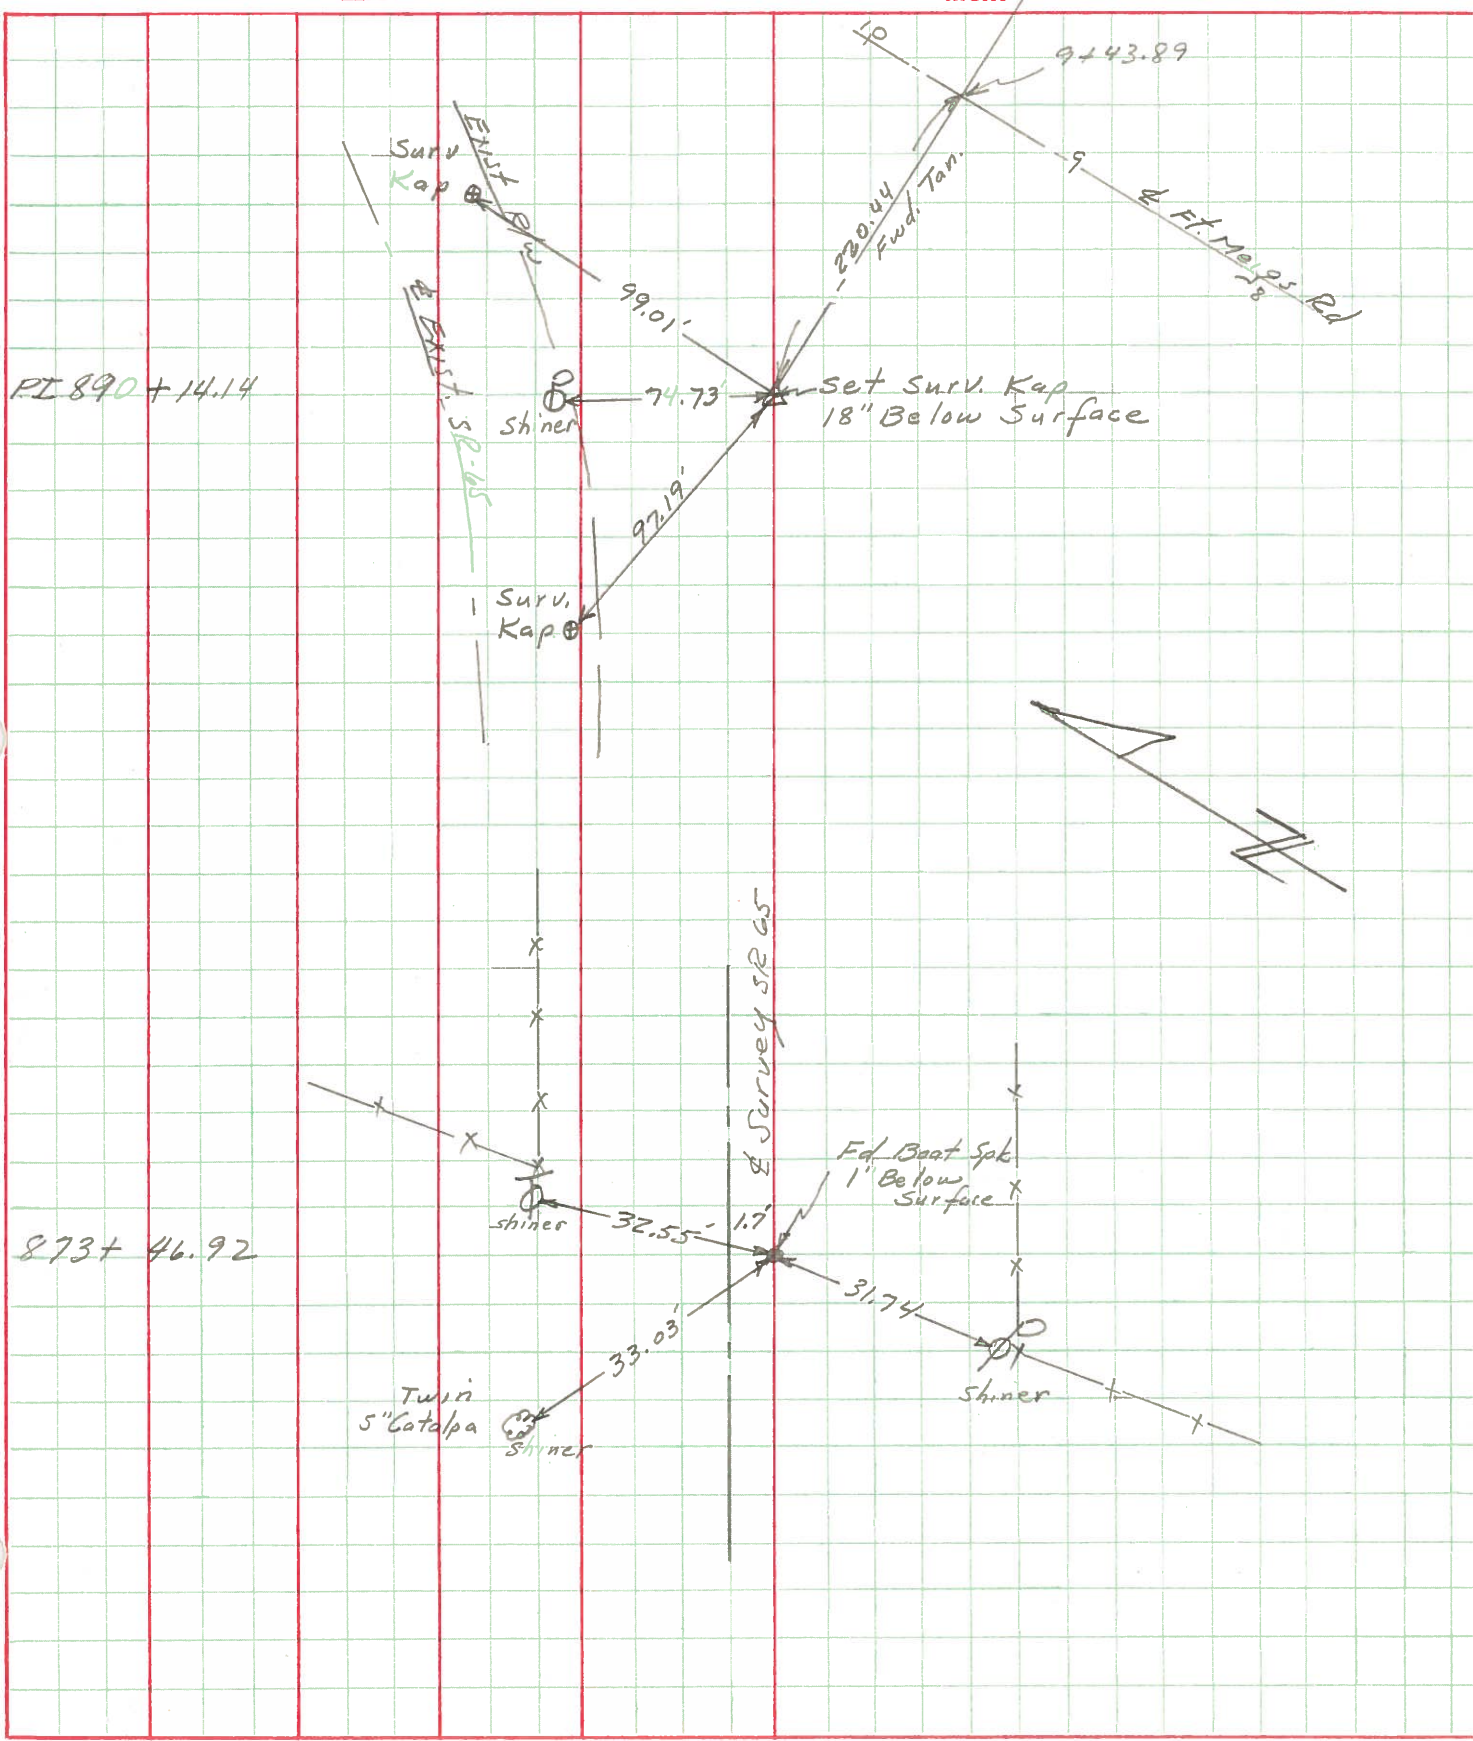 10
9+43.89
Exist R/W
Surv
Kap
9
230.44
Fwd. Tan.
℄ Ft. Meigs Rd
8
99.01'
℄ Exist. SR-65
PI 890 + 14.14
74.73'
Shiner
Set Surv. Kap
18" Below Surface
97.19'
Surv.
Kap
N
℄ Survey SR 65
Fd Boat Spk
1' Below
Surface
shiner
32.55'
1.7'
873+ 46.92
31.74
33.03'
Shiner
Twin
5" Catalpa
Shiner